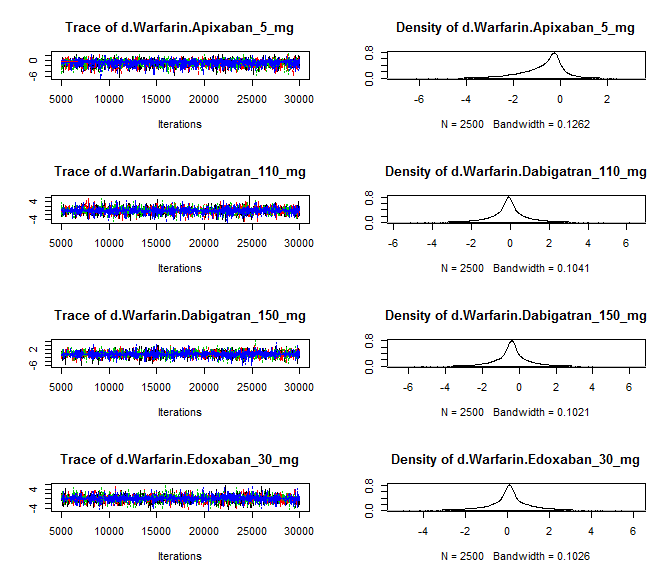 Trace of d.Warfarin.Apixaban_5_mg
0
-6
5000 10000 15000 20000 25000 30000
Iterations
Density of d.Warfarin.Apixaban_5_mg
0.8
0.0
-6 -4 -2 0 2
N = 2500 Bandwidth = 0.1262
Trace of d.Warfarin.Dabigatran_110_mg
4
-4
5000 10000 15000 20000 25000 30000
Iterations
Density of d.Warfarin.Dabigatran_110_mg
0.8
0.0
-6 -4 -2 0 2 4 6
N = 2500 Bandwidth = 0.1041
Trace of d.Warfarin.Dabigatran_150_mg
2
-6
5000 10000 15000 20000 25000 30000
Iterations
Density of d.Warfarin.Dabigatran_150_mg
0.8
0.0
-6 -4 -2 0 2 4 6
N = 2500 Bandwidth = 0.1021
Trace of d.Warfarin.Edoxaban_30_mg
4
-4
5000 10000 15000 20000 25000 30000
Iterations
Density of d.Warfarin.Edoxaban_30_mg
0.8
0.0
-4 -2 0 2 4 6
N = 2500 Bandwidth = 0.1026